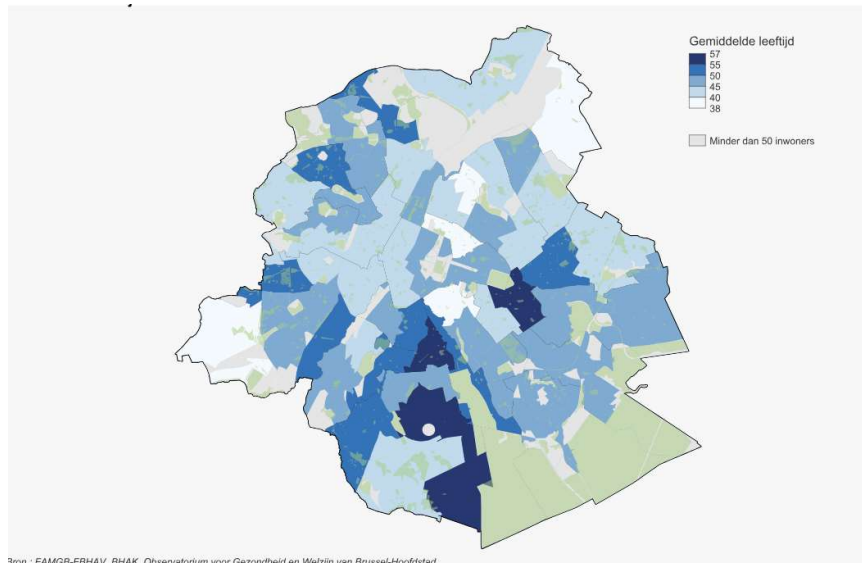 Gemiddelde leeftijd
57
55
50
45
40
38
Minder dan 50 inwoners
Bron : FAMGB-FBHAV, BHAK, Observatorium voor Gezondheid en Welzijn van Brussel-Hoofdstad